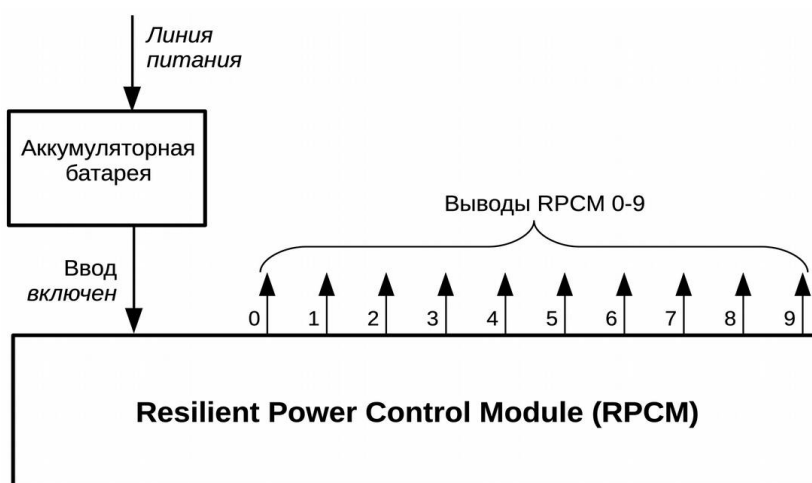 Линия
питания
Аккумуляторная
батарея
Выводы RPCM 0-9
Ввод
включен
0 1 2 3 4 5 6 7 8 9
Resilient Power Control Module (RPCM)